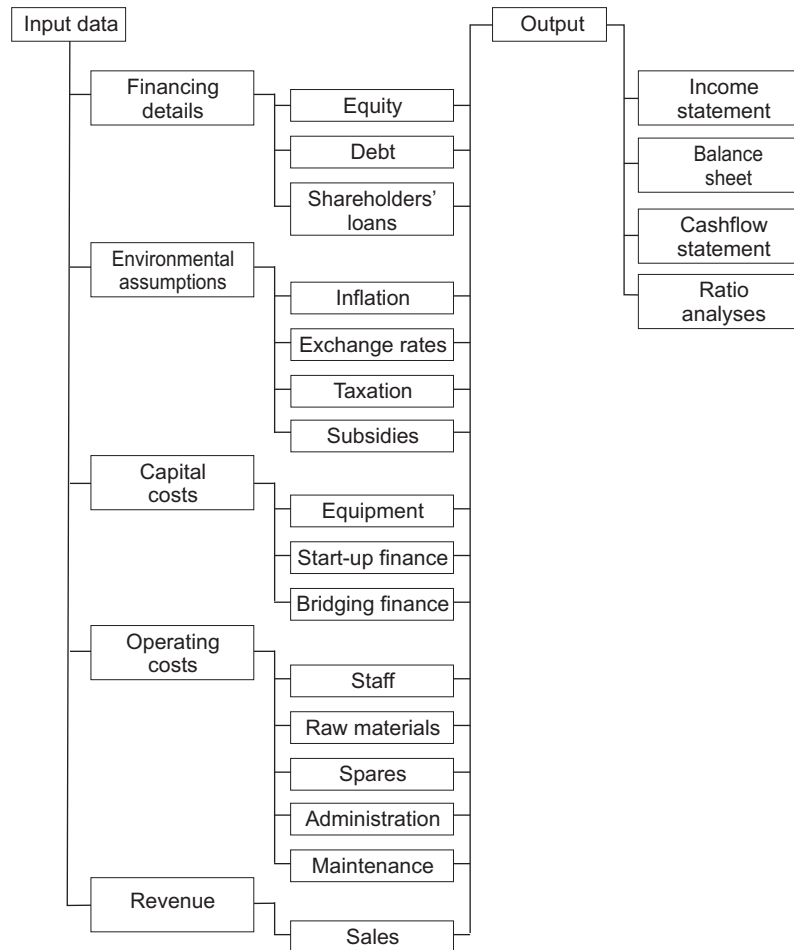 Input data
Output
Financing
details
Equity
Debt
Shareholders’
loans
Environmental
assumptions
Inflation
Exchange rates
Taxation
Subsidies
Capital
costs
Equipment
Start-up finance
Bridging finance
Operating
costs
Staff
Raw materials
Spares
Administration
Maintenance
Revenue
Sales
Income
statement
Balance
sheet
Cashflow
statement
Ratio
analyses